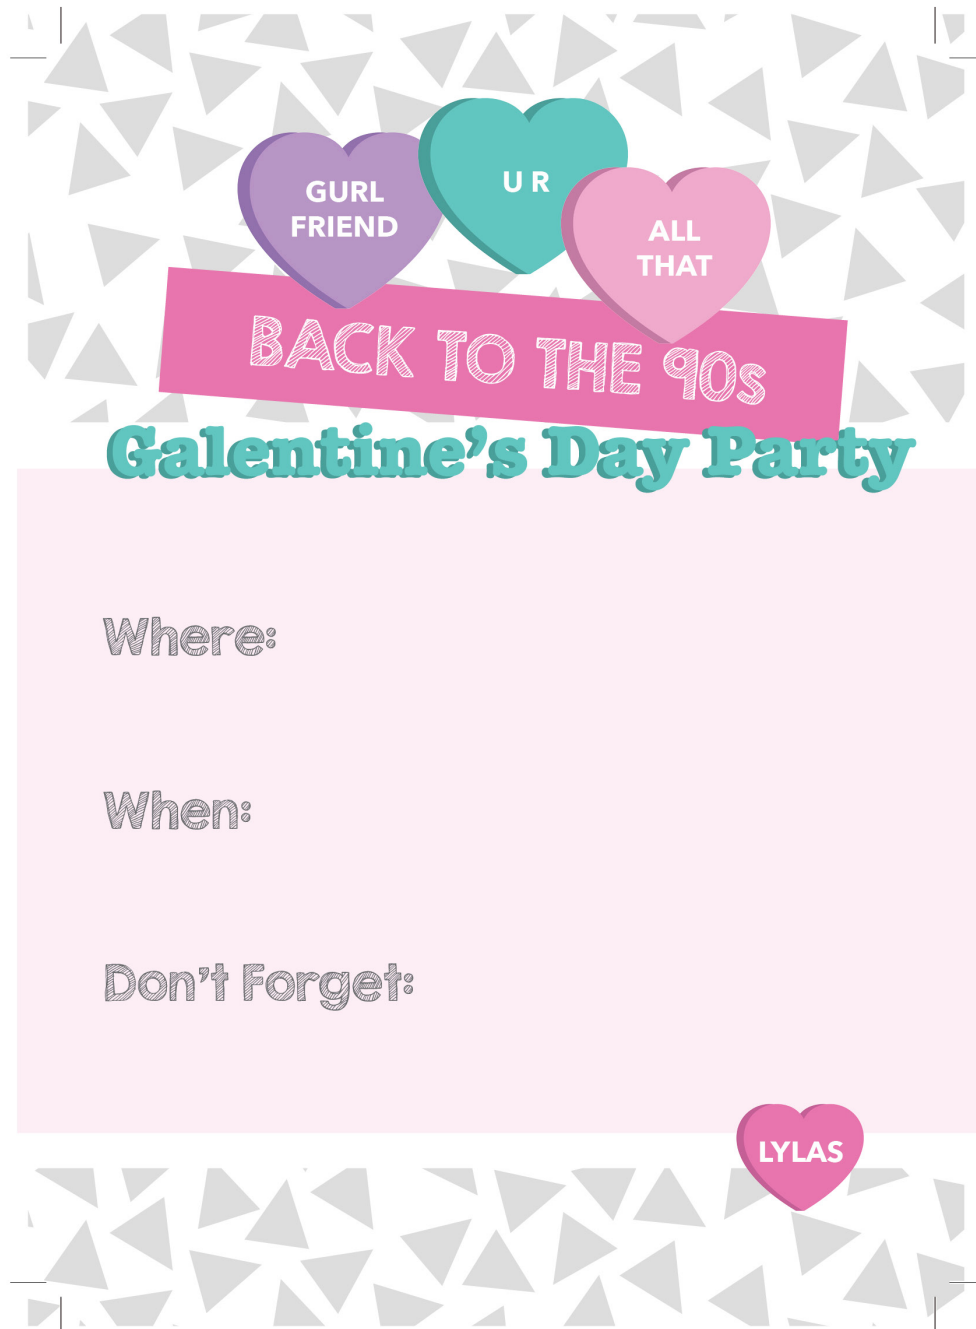 GURL
FRIEND
U R
ALL
THAT
BACK TO THE 90s
Galentine's Day Party
Where:
When:
Don't Forget:
LYLAS